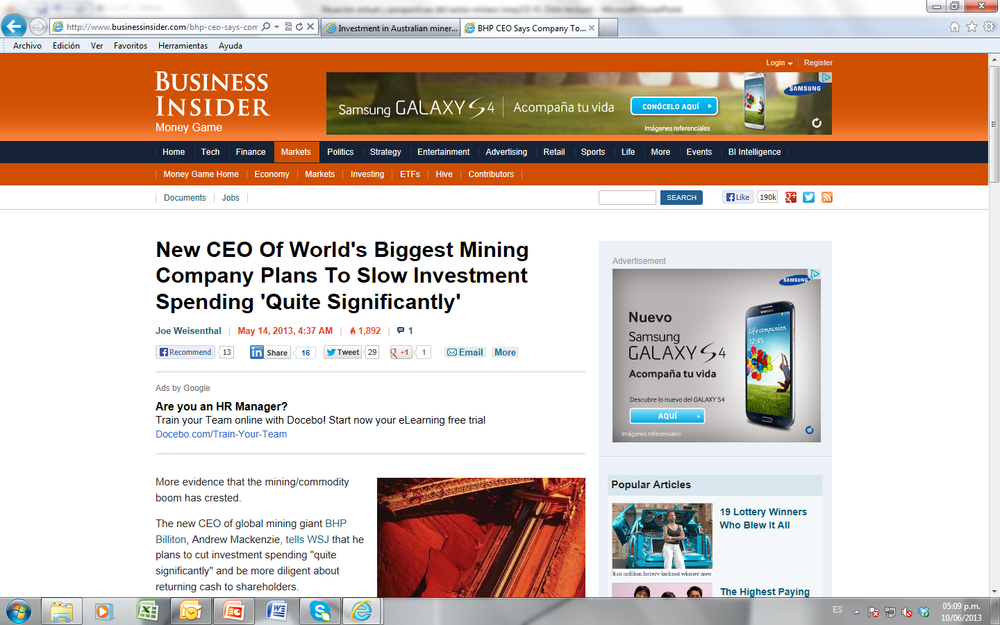 http://www.businessinsider.com/bhp-ceo-says-com
Investment in Australian miner...
BHP CEO Says Company To...
Archivo Edición Ver Favoritos Herramientas Ayuda
Login Register
BUSINESS
INSIDER
Money Game
Samsung GALAXY S4 Acompaña tu vida
CONÓCELO AQUÍ
Imágenes referenciales
SAMSUNG
Home Tech Finance Markets Politics Strategy Entertainment Advertising Retail Sports Life More Events BI Intelligence
Money Game Home Economy Markets Investing ETFs Hive Contributors
Documents Jobs
SEARCH
Like 190k
New CEO Of World's Biggest Mining
Company Plans To Slow Investment
Spending 'Quite Significantly'
Joe Weisenthal | May 14, 2013, 4:37 AM | 1,892 | 1
Recommend 13 Share 16 Tweet 29 +1 1 Email More
Ads by Google
Are you an HR Manager?
Train your Team online with Docebo! Start now your eLearning free trial
Docebo.com/Train-Your-Team
More evidence that the mining/commodity
boom has crested.
The new CEO of global mining giant BHP
Billiton, Andrew Mackenzie, tells WSJ that he
plans to cut investment spending "quite
significantly" and be more diligent about
returning cash to shareholders.
Advertisement
SAMSUNG
Nuevo
Samsung
GALAXY S4
Acompaña tu vida
Descubre lo nuevo del GALAXY S4
AQUÍ
Imágenes referenciales
Life companion
12:45
Popular Articles
19 Lottery Winners
Who Blew It All
$10 million lottery jackpot winner now
The Highest Paying
ES
05:09 p.m.
10/06/2013